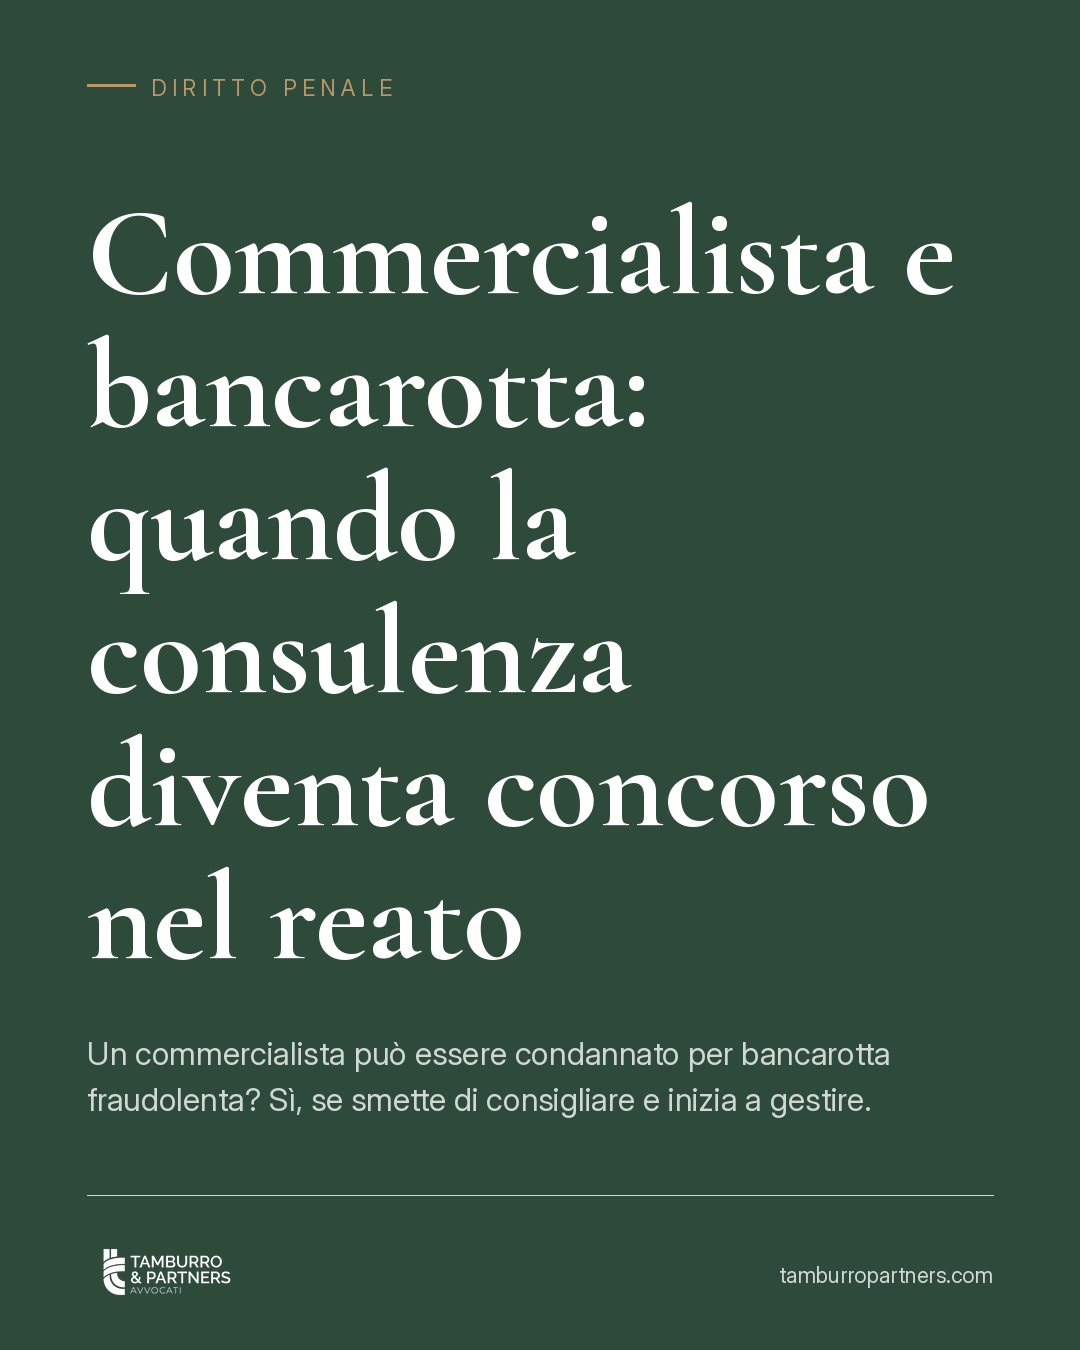 DIRITTO PENALE
Commercialista e
bancarotta:
quando la
consulenza
diventa concorso
nel reato
Un commercialista può essere condannato per bancarotta
fraudolenta? Sì, se smette di consigliare e inizia a gestire.
TAMBURRO
& PARTNERS
AVVOCATI
tamburropartners.com